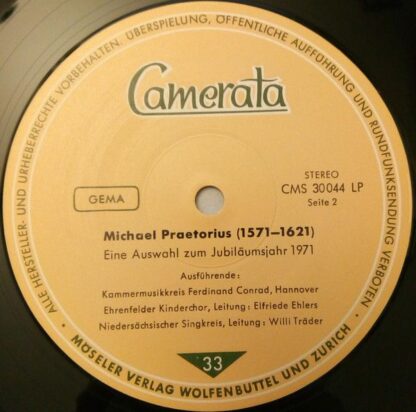 ALLE HERSTELLER- UND URHEBERRECHTE VORBEHALTEN. ÜBERSPIELUNG, ÖFFENTLICHE AUFFÜHRUNG UND RUNDFUNKSENDUNG VERBOTEN
Camerata
GEMA
STEREO
CMS 30044 LP
Seite 2
Michael Praetorius (1571–1621)
Eine Auswahl zum Jubiläumsjahr 1971
Ausführende:
Kammermusikkreis Ferdinand Conrad, Hannover
Ehrenfelder Kinderchor, Leitung: Elfriede Ehlers
Niedersächsischer Singkreis, Leitung: Willi Träder
33
MÖSELER VERLAG WOLFENBÜTTEL UND ZÜRICH